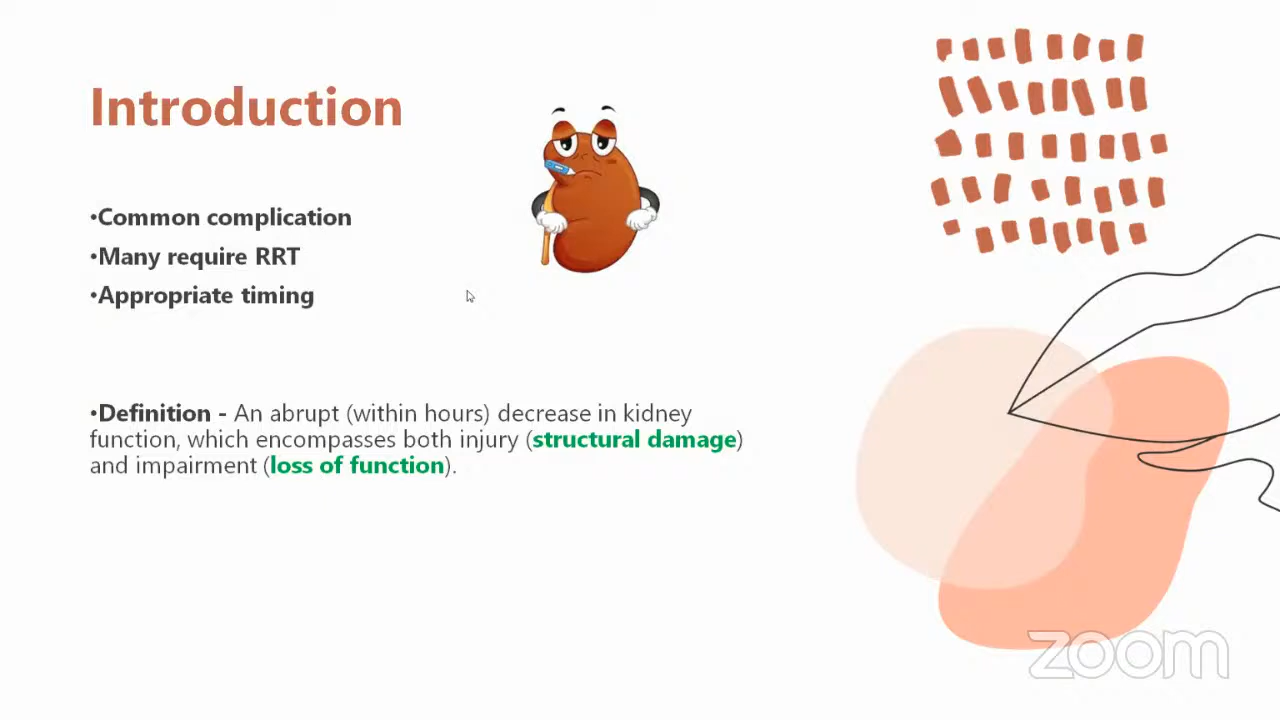 Introduction
•Common complication
•Many require RRT
•Appropriate timing
•Definition - An abrupt (within hours) decrease in kidney
function, which encompasses both injury (structural damage)
and impairment (loss of function).
zoom